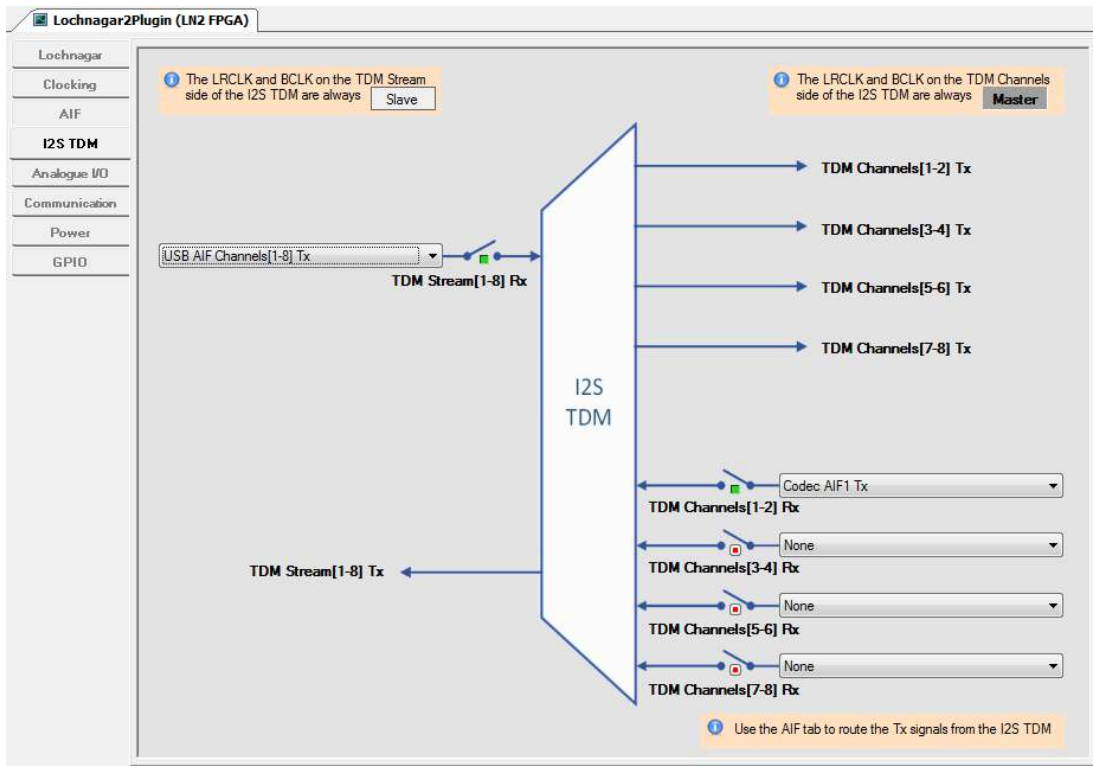 Lochnagar2Plugin (LN2 FPGA)
Lochnagar
Clocking
AIF
I2S TDM
Analogue I/O
Communication
Power
GPIO
The LRCLK and BCLK on the TDM Stream
side of the I2S TDM are always Slave
The LRCLK and BCLK on the TDM Channels
side of the I2S TDM are always Master
USB AIF Channels[1-8] Tx
TDM Stream[1-8] Rx
TDM Channels[1-2] Tx
TDM Channels[3-4] Tx
TDM Channels[5-6] Tx
TDM Channels[7-8] Tx
I2S
TDM
Codec AIF1 Tx
TDM Channels[1-2] Rx
None
TDM Channels[3-4] Rx
TDM Stream[1-8] Tx
None
TDM Channels[5-6] Rx
None
TDM Channels[7-8] Rx
Use the AIF tab to route the Tx signals from the I2S TDM